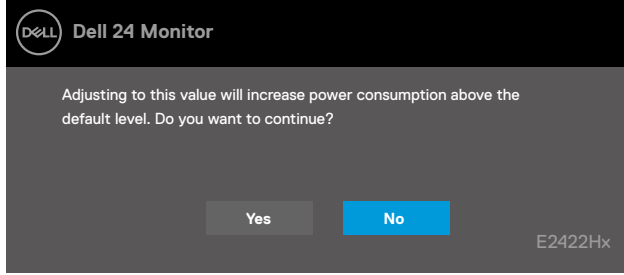 DELL Dell 24 Monitor
Adjusting to this value will increase power consumption above the
default level. Do you want to continue?
Yes No
E2422Hx